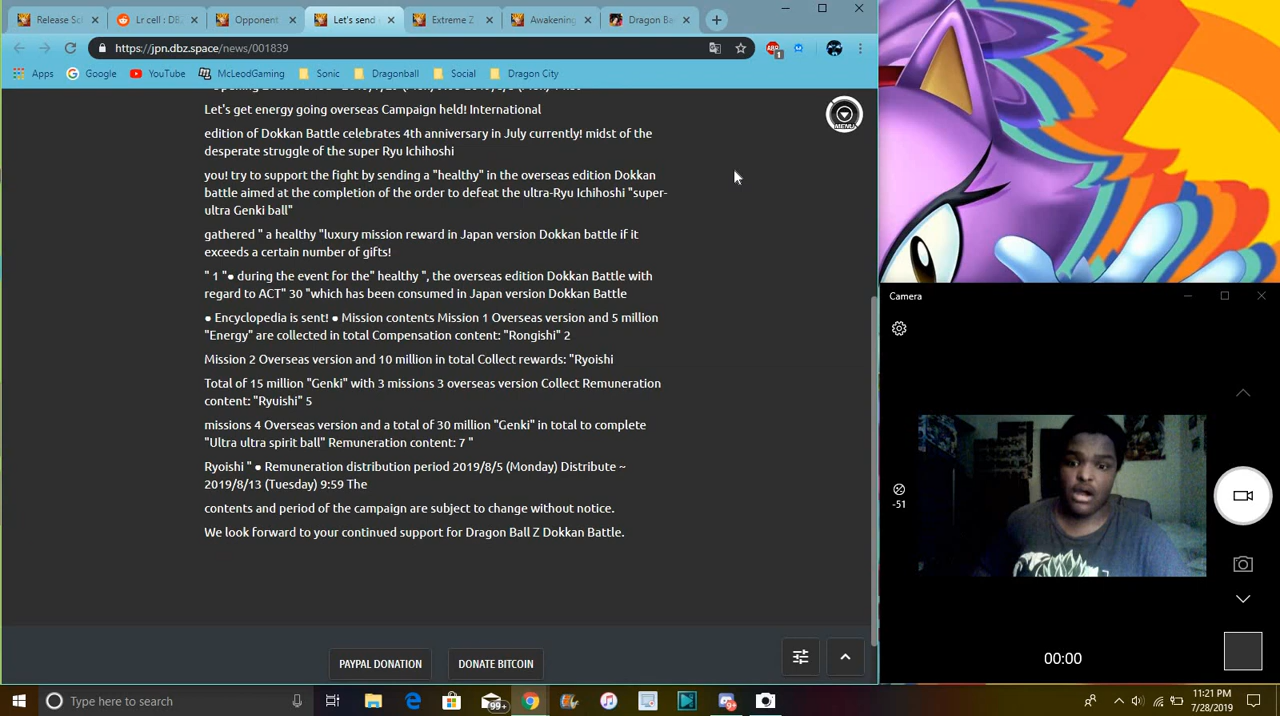 Release Sch
Lr cell : DB
Opponent
Let's send
Extreme Z
Awakening
Dragon Ba
https://jpn.dbz.space/news/001839
ABP
1
Apps
Google
YouTube
McLeodGaming
Sonic
Dragonball
Social
Dragon City
MENU
Let's get energy going overseas Campaign held! International
edition of Dokkan Battle celebrates 4th anniversary in July currently! midst of the
desperate struggle of the super Ryu Ichihoshi
you! try to support the fight by sending a "healthy" in the overseas edition Dokkan
battle aimed at the completion of the order to defeat the ultra-Ryu Ichihoshi "super-
ultra Genki ball"
gathered " a healthy "luxury mission reward in Japan version Dokkan battle if it
exceeds a certain number of gifts!
" 1 "● during the event for the" healthy ", the overseas edition Dokkan Battle with
regard to ACT" 30 "which has been consumed in Japan version Dokkan Battle
● Encyclopedia is sent! ● Mission contents Mission 1 Overseas version and 5 million
"Energy" are collected in total Compensation content: "Rongishi" 2
Mission 2 Overseas version and 10 million in total Collect rewards: "Ryoishi
Total of 15 million "Genki" with 3 missions 3 overseas version Collect Remuneration
content: "Ryuishi" 5
missions 4 Overseas version and a total of 30 million "Genki" in total to complete
"Ultra ultra spirit ball" Remuneration content: 7 "
Ryoishi " ● Remuneration distribution period 2019/8/5 (Monday) Distribute ~
2019/8/13 (Tuesday) 9:59 The
contents and period of the campaign are subject to change without notice.
We look forward to your continued support for Dragon Ball Z Dokkan Battle.
PAYPAL DONATION
DONATE BITCOIN
Camera
-51
00:00
Type here to search
99+
11:21 PM
7/28/2019